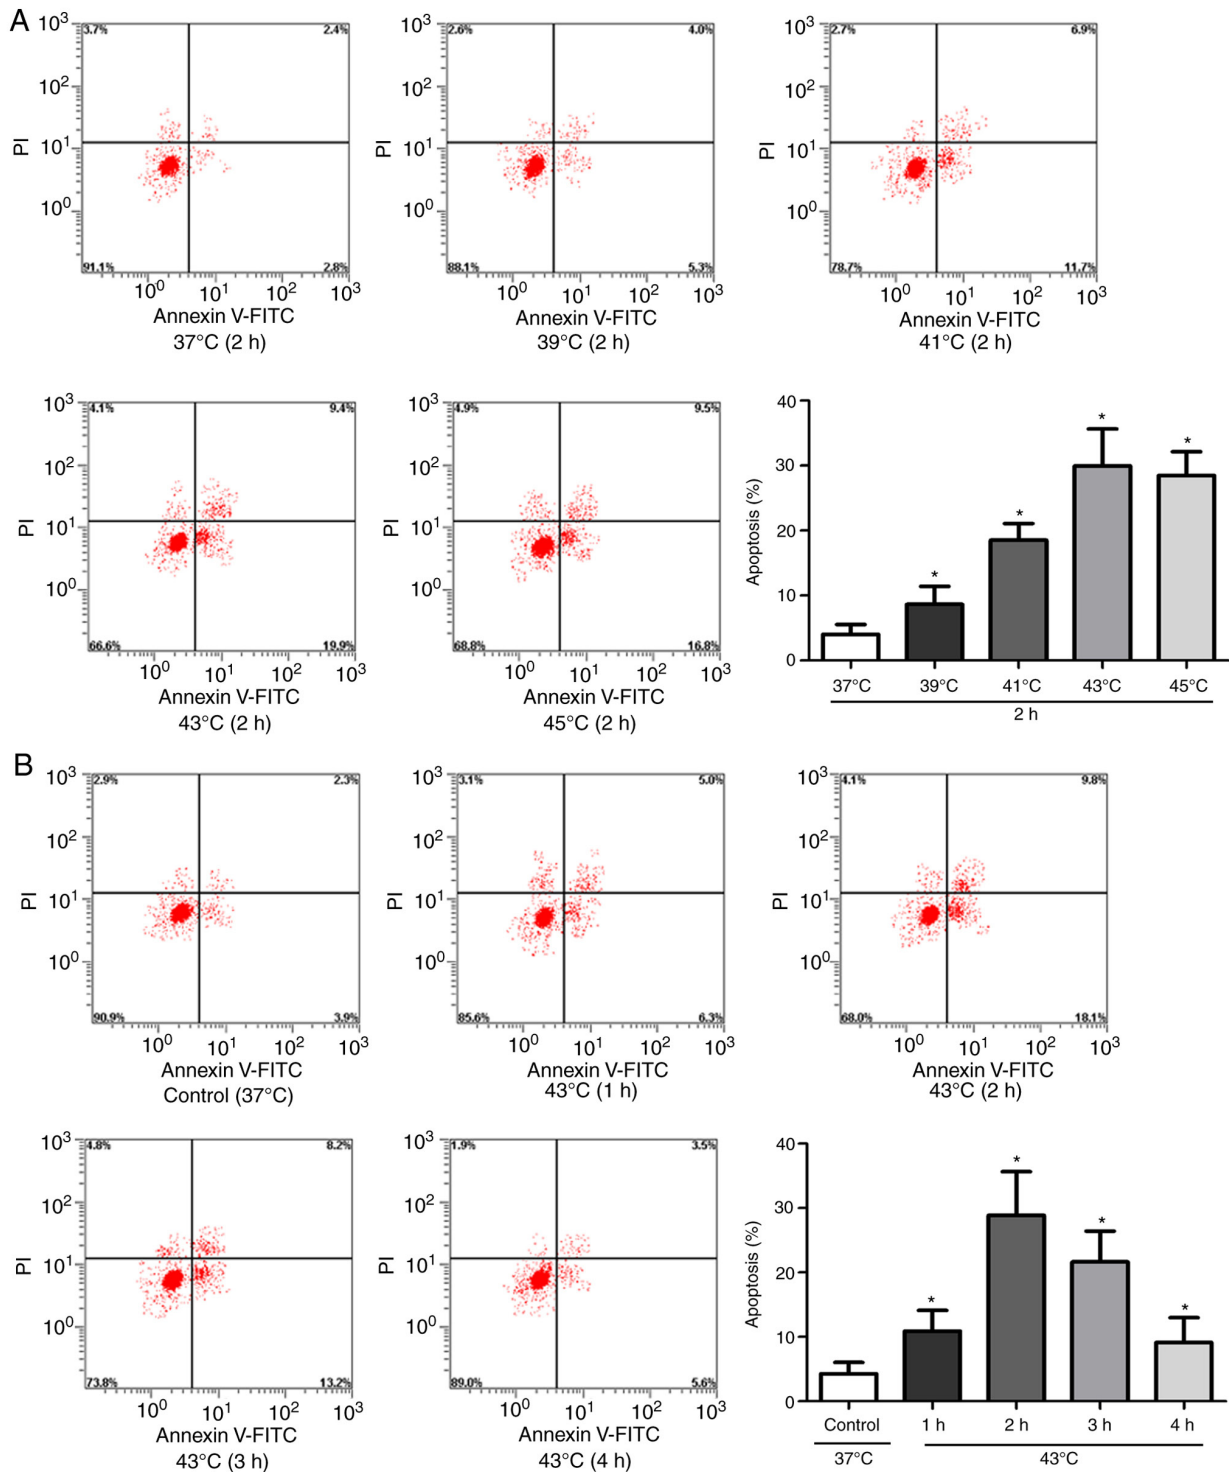 A
10³
10²
10¹
10⁰
PI
3.7%
2.4%
91.1%
2.8%
10⁰ 10¹ 10² 10³
Annexin V-FITC
37°C (2 h)
10³
10²
10¹
10⁰
PI
2.6%
4.0%
88.1%
5.3%
10⁰ 10¹ 10² 10³
Annexin V-FITC
39°C (2 h)
10³
10²
10¹
10⁰
PI
2.7%
6.9%
78.7%
11.7%
10⁰ 10¹ 10² 10³
Annexin V-FITC
41°C (2 h)
10³
10²
10¹
10⁰
PI
4.1%
9.4%
66.6%
19.9%
10⁰ 10¹ 10² 10³
Annexin V-FITC
43°C (2 h)
10³
10²
10¹
10⁰
PI
4.9%
9.5%
68.8%
16.8%
10⁰ 10¹ 10² 10³
Annexin V-FITC
45°C (2 h)
40
30
20
10
0
Apoptosis (%)
* * * *
37°C 39°C 41°C 43°C 45°C
2 h
B
10³
10²
10¹
10⁰
PI
2.9%
2.3%
90.9%
3.9%
10⁰ 10¹ 10² 10³
Annexin V-FITC
Control (37°C)
10³
10²
10¹
10⁰
PI
3.1%
5.0%
85.6%
6.3%
10⁰ 10¹ 10² 10³
Annexin V-FITC
43°C (1 h)
10³
10²
10¹
10⁰
PI
4.1%
9.8%
68.0%
18.1%
10⁰ 10¹ 10² 10³
Annexin V-FITC
43°C (2 h)
10³
10²
10¹
10⁰
PI
4.8%
8.2%
73.8%
13.2%
10⁰ 10¹ 10² 10³
Annexin V-FITC
43°C (3 h)
10³
10²
10¹
10⁰
PI
1.9%
3.5%
89.0%
5.6%
10⁰ 10¹ 10² 10³
Annexin V-FITC
43°C (4 h)
40
30
20
10
0
Apoptosis (%)
* * * *
Control 1 h 2 h 3 h 4 h
37°C 43°C